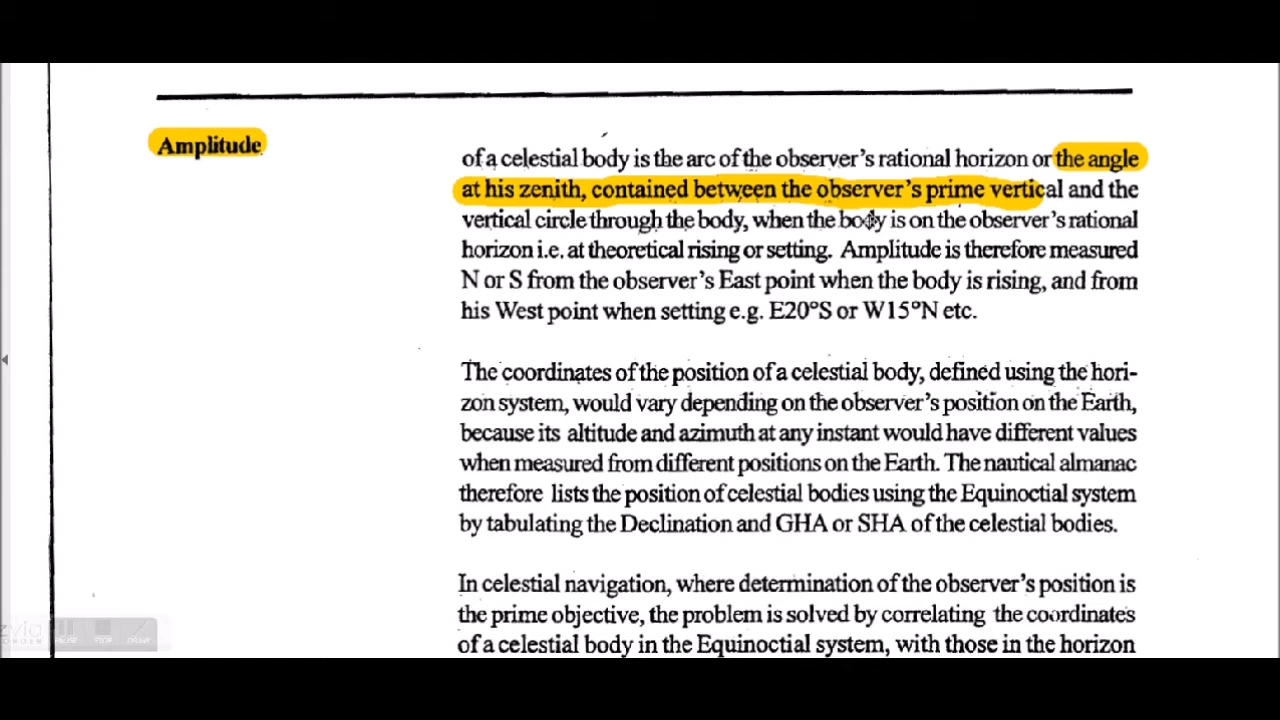 Amplitude
of a celestial body is the arc of the observer's rational horizon or the angle
at his zenith, contained between the observer's prime vertical and the
vertical circle through the body, when the body is on the observer's rational
horizon i.e. at theoretical rising or setting. Amplitude is therefore measured
N or S from the observer's East point when the body is rising, and from
his West point when setting e.g. E20°S or W15°N etc.
The coordinates of the position of a celestial body, defined using the hori-
zon system, would vary depending on the observer's position on the Earth,
because its altitude and azimuth at any instant would have different values
when measured from different positions on the Earth. The nautical almanac
therefore lists the position of celestial bodies using the Equinoctial system
by tabulating the Declination and GHA or SHA of the celestial bodies.
In celestial navigation, where determination of the observer's position is
the prime objective, the problem is solved by correlating the coordinates
of a celestial body in the Equinoctial system, with those in the horizon